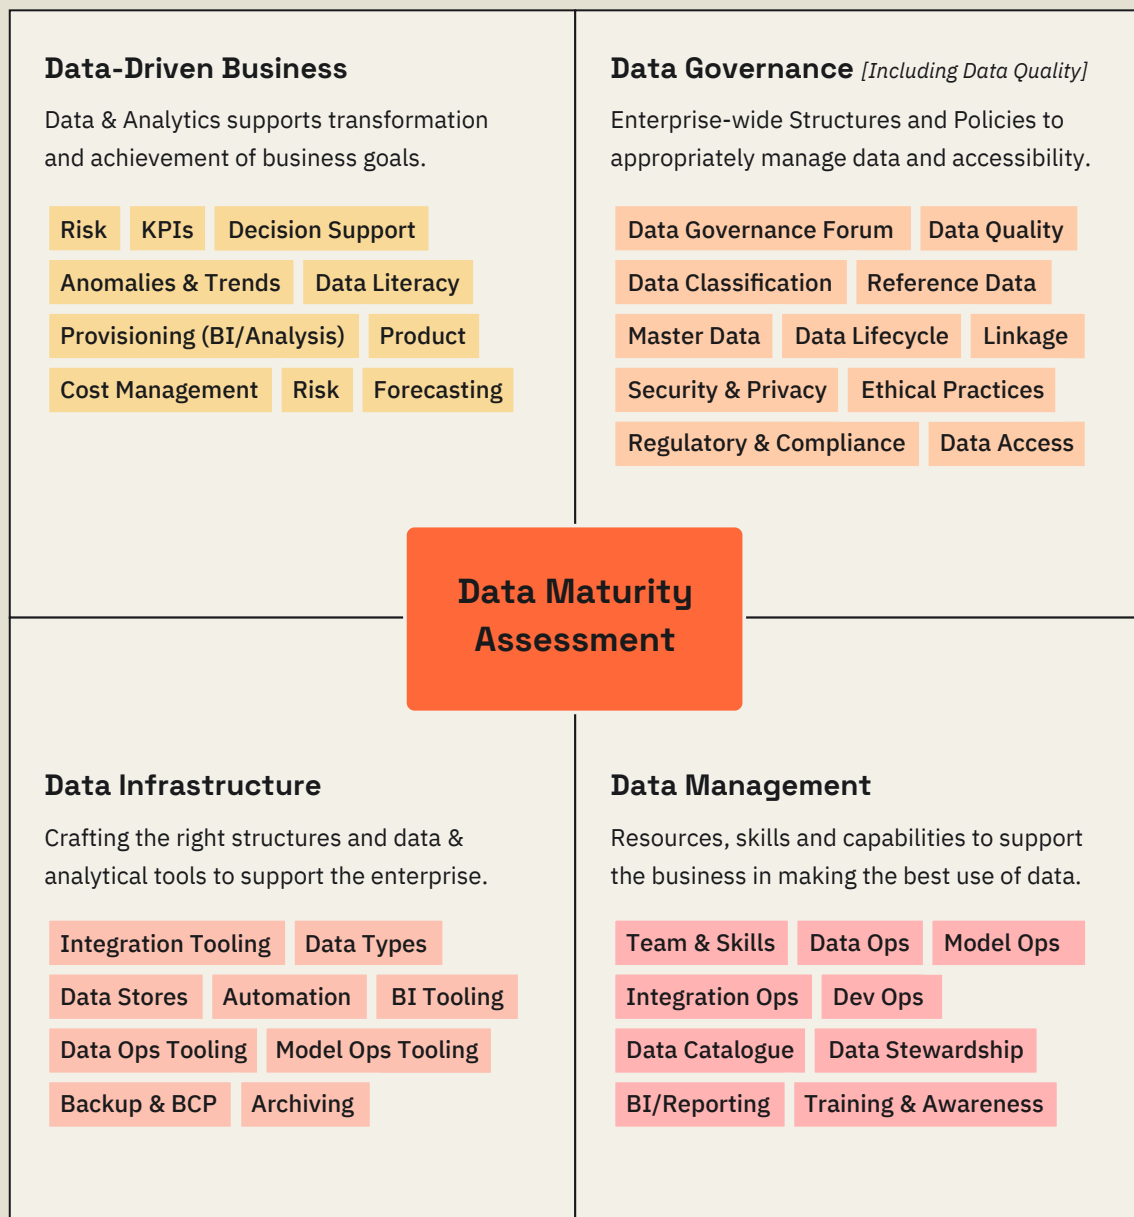 Data-Driven Business
Data & Analytics supports transformation
and achievement of business goals.
Risk KPIs Decision Support
Anomalies & Trends Data Literacy
Provisioning (BI/Analysis) Product
Cost Management Risk Forecasting
Data Governance [Including Data Quality]
Enterprise-wide Structures and Policies to
appropriately manage data and accessibility.
Data Governance Forum Data Quality
Data Classification Reference Data
Master Data Data Lifecycle Linkage
Security & Privacy Ethical Practices
Regulatory & Compliance Data Access
Data Maturity
Assessment
Data Infrastructure
Crafting the right structures and data &
analytical tools to support the enterprise.
Integration Tooling Data Types
Data Stores Automation BI Tooling
Data Ops Tooling Model Ops Tooling
Backup & BCP Archiving
Data Management
Resources, skills and capabilities to support
the business in making the best use of data.
Team & Skills Data Ops Model Ops
Integration Ops Dev Ops
Data Catalogue Data Stewardship
BI/Reporting Training & Awareness